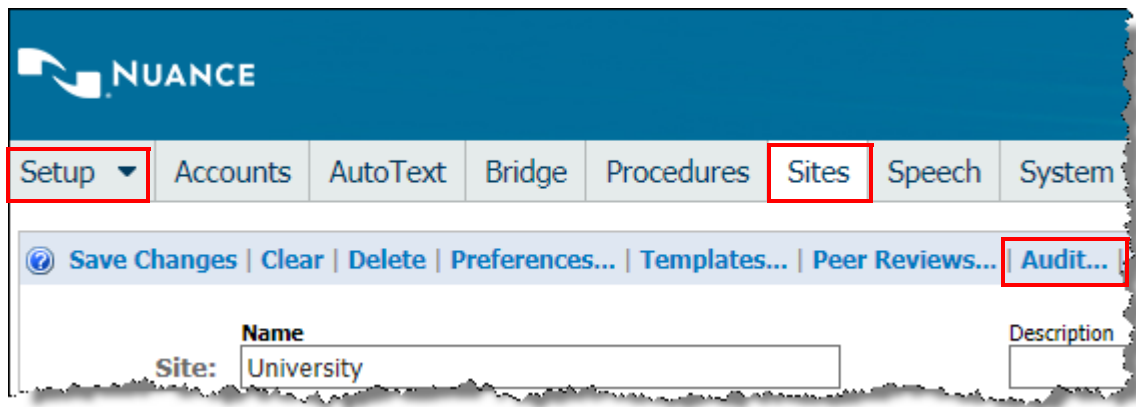 NUANCE
Setup Accounts AutoText Bridge Procedures Sites Speech System
Save Changes | Clear | Delete | Preferences... | Templates... | Peer Reviews... | Audit... |
Name Description
Site: University